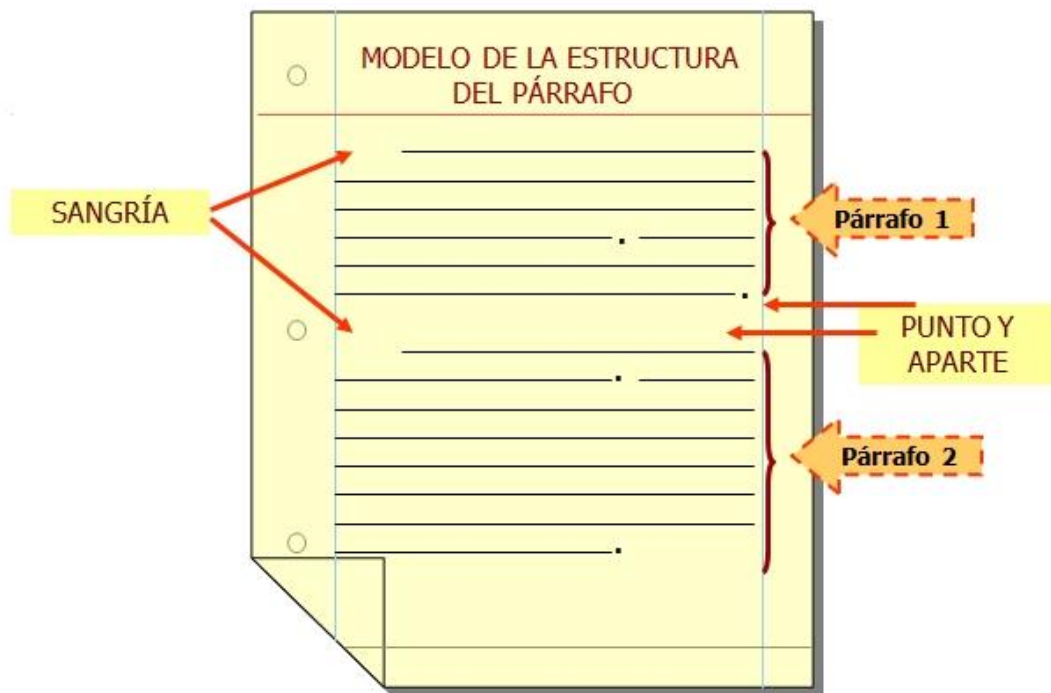 MODELO DE LA ESTRUCTURA
DEL PÁRRAFO
SANGRÍA
Párrafo 1
PUNTO Y
APARTE
Párrafo 2